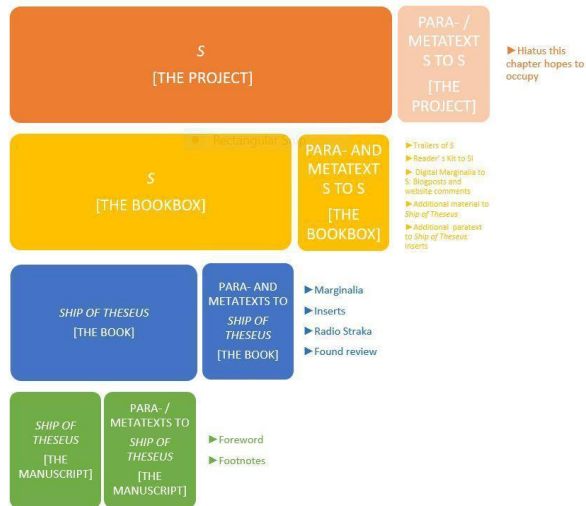 S
[THE PROJECT]
PARA- /
METATEXT
S TO S
[THE
PROJECT]
►Hiatus this
chapter hopes to
occupy
Rectangular
S
[THE BOOKBOX]
PARA- AND
METATEXT
S TO S
[THE
BOOKBOX]
►Trailers of S
►Reader' s Kit to SI
► Digital Marginalia to
S: Blogposts and
website comments
►Additional material to
Ship of Theseus
►Additional paratext
to Ship of Theseus:
Inserts
SHIP OF THESEUS
[THE BOOK]
PARA- AND
METATEXTS TO
SHIP OF
THESEUS
[THE BOOK]
►Marginalia
►Inserts
►Radio Straka
►Found review
SHIP OF
THESEUS
[THE
MANUSCRIPT]
PARA- /
METATEXTS TO
SHIP OF
THESEUS
[THE
MANUSCRIPT]
►Foreword
►Footnotes